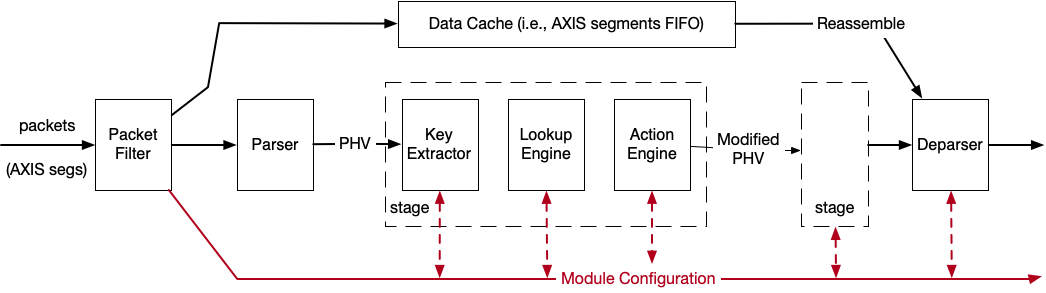 Data Cache (i.e., AXIS segments FIFO)
Reassemble
packets
(AXIS segs)
Packet
Filter
Parser
PHV
Key
Extractor
Lookup
Engine
Action
Engine
stage
Modified
PHV
stage
Deparser
Module Configuration